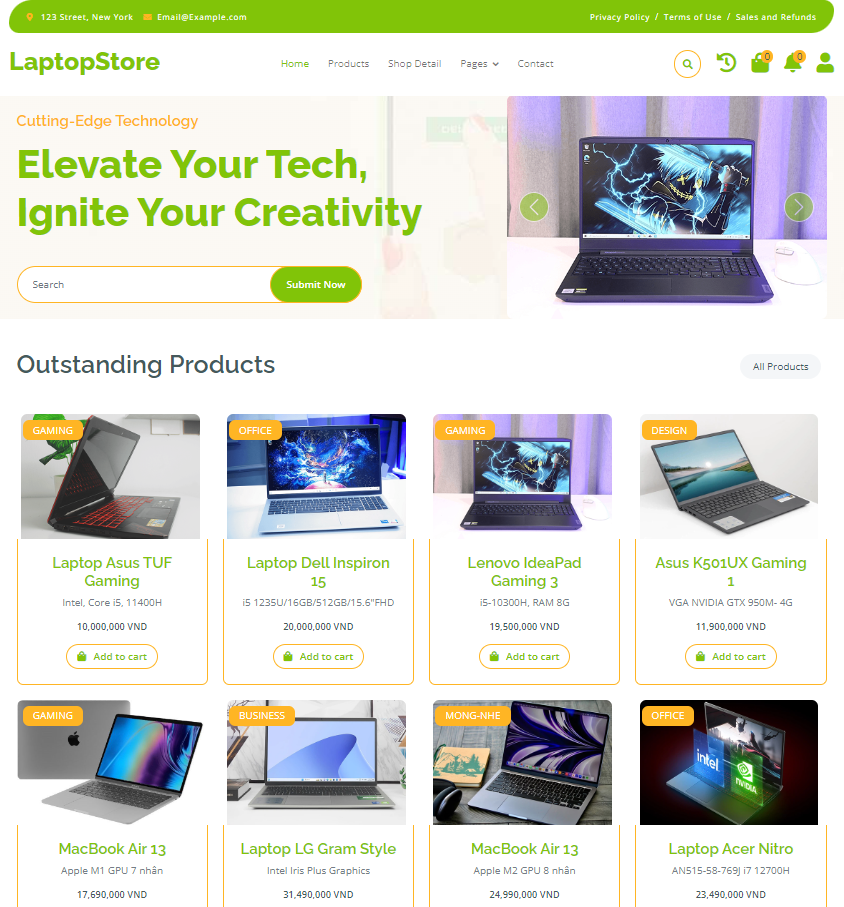 123 Street, New York Email@Example.com Privacy Policy / Terms of Use / Sales and Refunds
LaptopStore
Home Products Shop Detail Pages Contact
0 0
Cutting-Edge Technology
Elevate Your Tech,
Ignite Your Creativity
Search Submit Now
Outstanding Products
All Products
GAMING OFFICE GAMING DESIGN
Laptop Asus TUF Gaming
Laptop Dell Inspiron 15
Lenovo IdeaPad Gaming 3
Asus K501UX Gaming 1
Intel, Core i5, 11400H
i5 1235U/16GB/512GB/15.6"FHD
i5-10300H, RAM 8G
VGA NVIDIA GTX 950M- 4G
10,000,000 VND
20,000,000 VND
19,500,000 VND
11,900,000 VND
Add to cart
Add to cart
Add to cart
Add to cart
GAMING BUSINESS MONG-NHE OFFICE
intel
NVIDIA
MacBook Air 13
Laptop LG Gram Style
MacBook Air 13
Laptop Acer Nitro
Apple M1 GPU 7 nhân
Intel Iris Plus Graphics
Apple M2 GPU 8 nhân
AN515-58-769J i7 12700H
17,690,000 VND
31,490,000 VND
24,990,000 VND
23,490,000 VND